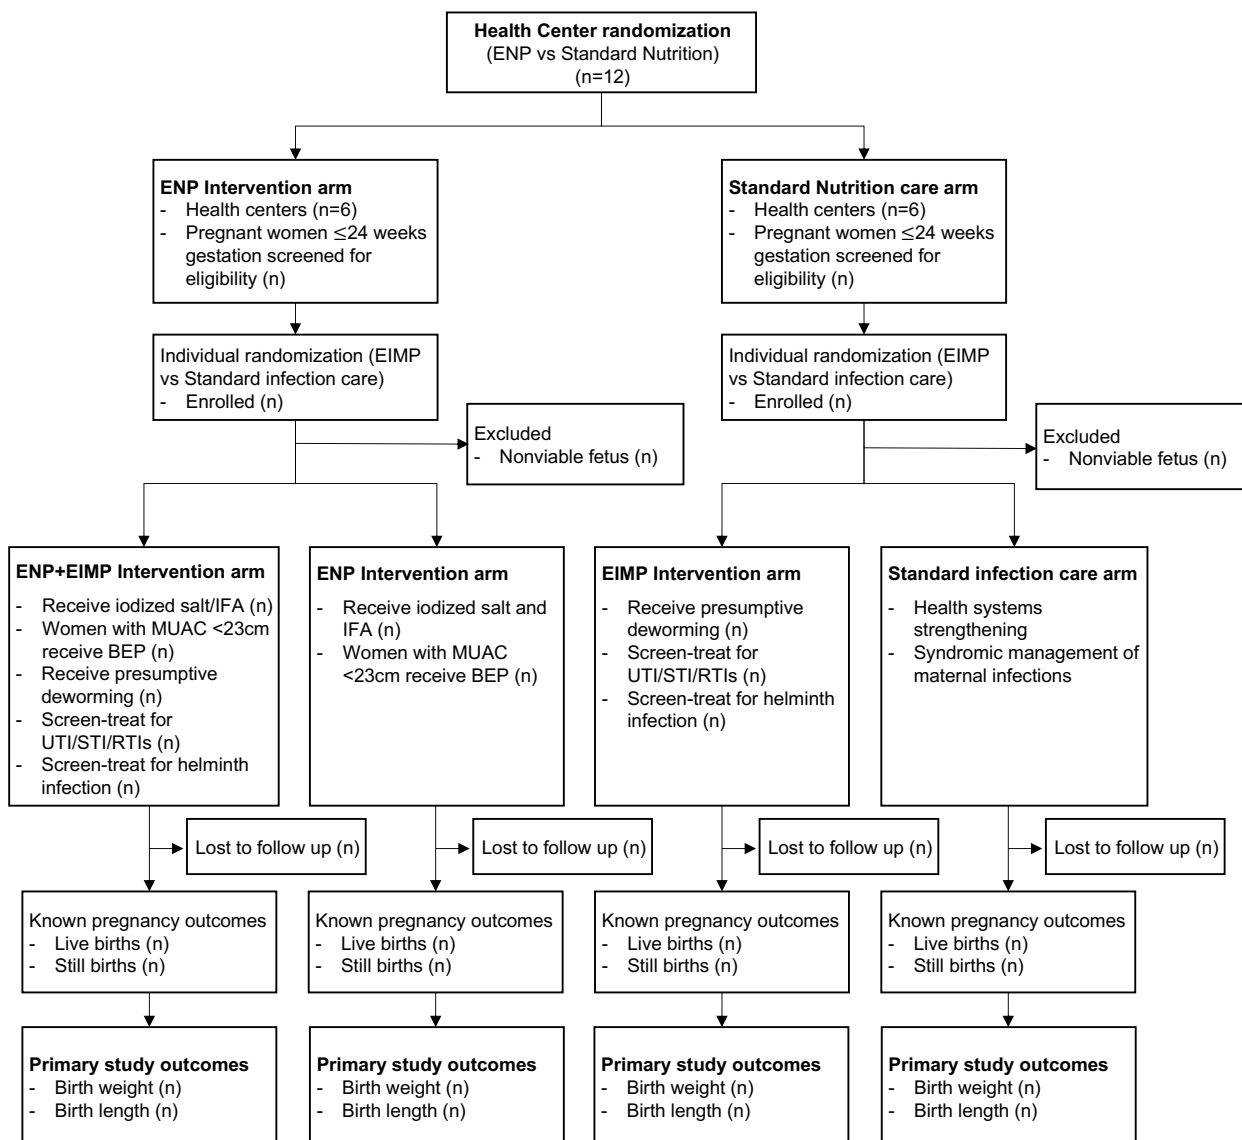 Health Center randomization
(ENP vs Standard Nutrition)
(n=12)
ENP Intervention arm
- Health centers (n=6)
- Pregnant women ≤24 weeks
gestation screened for
eligibility (n)
Standard Nutrition care arm
- Health centers (n=6)
- Pregnant women ≤24 weeks
gestation screened for
eligibility (n)
Individual randomization (EIMP
vs Standard infection care)
- Enrolled (n)
Individual randomization (EIMP
vs Standard infection care)
- Enrolled (n)
Excluded
- Nonviable fetus (n)
Excluded
- Nonviable fetus (n)
ENP+EIMP Intervention arm
- Receive iodized salt/IFA (n)
- Women with MUAC <23cm
receive BEP (n)
- Receive presumptive
deworming (n)
- Screen-treat for
UTI/STI/RTIs (n)
- Screen-treat for helminth
infection (n)
ENP Intervention arm
- Receive iodized salt and
IFA (n)
- Women with MUAC
<23cm receive BEP (n)
EIMP Intervention arm
- Receive presumptive
deworming (n)
- Screen-treat for
UTI/STI/RTIs (n)
- Screen-treat for helminth
infection (n)
Standard infection care arm
- Health systems
strengthening
- Syndromic management of
maternal infections
Lost to follow up (n)
Lost to follow up (n)
Lost to follow up (n)
Lost to follow up (n)
Known pregnancy outcomes
- Live births (n)
- Still births (n)
Known pregnancy outcomes
- Live births (n)
- Still births (n)
Known pregnancy outcomes
- Live births (n)
- Still births (n)
Known pregnancy outcomes
- Live births (n)
- Still births (n)
Primary study outcomes
- Birth weight (n)
- Birth length (n)
Primary study outcomes
- Birth weight (n)
- Birth length (n)
Primary study outcomes
- Birth weight (n)
- Birth length (n)
Primary study outcomes
- Birth weight (n)
- Birth length (n)